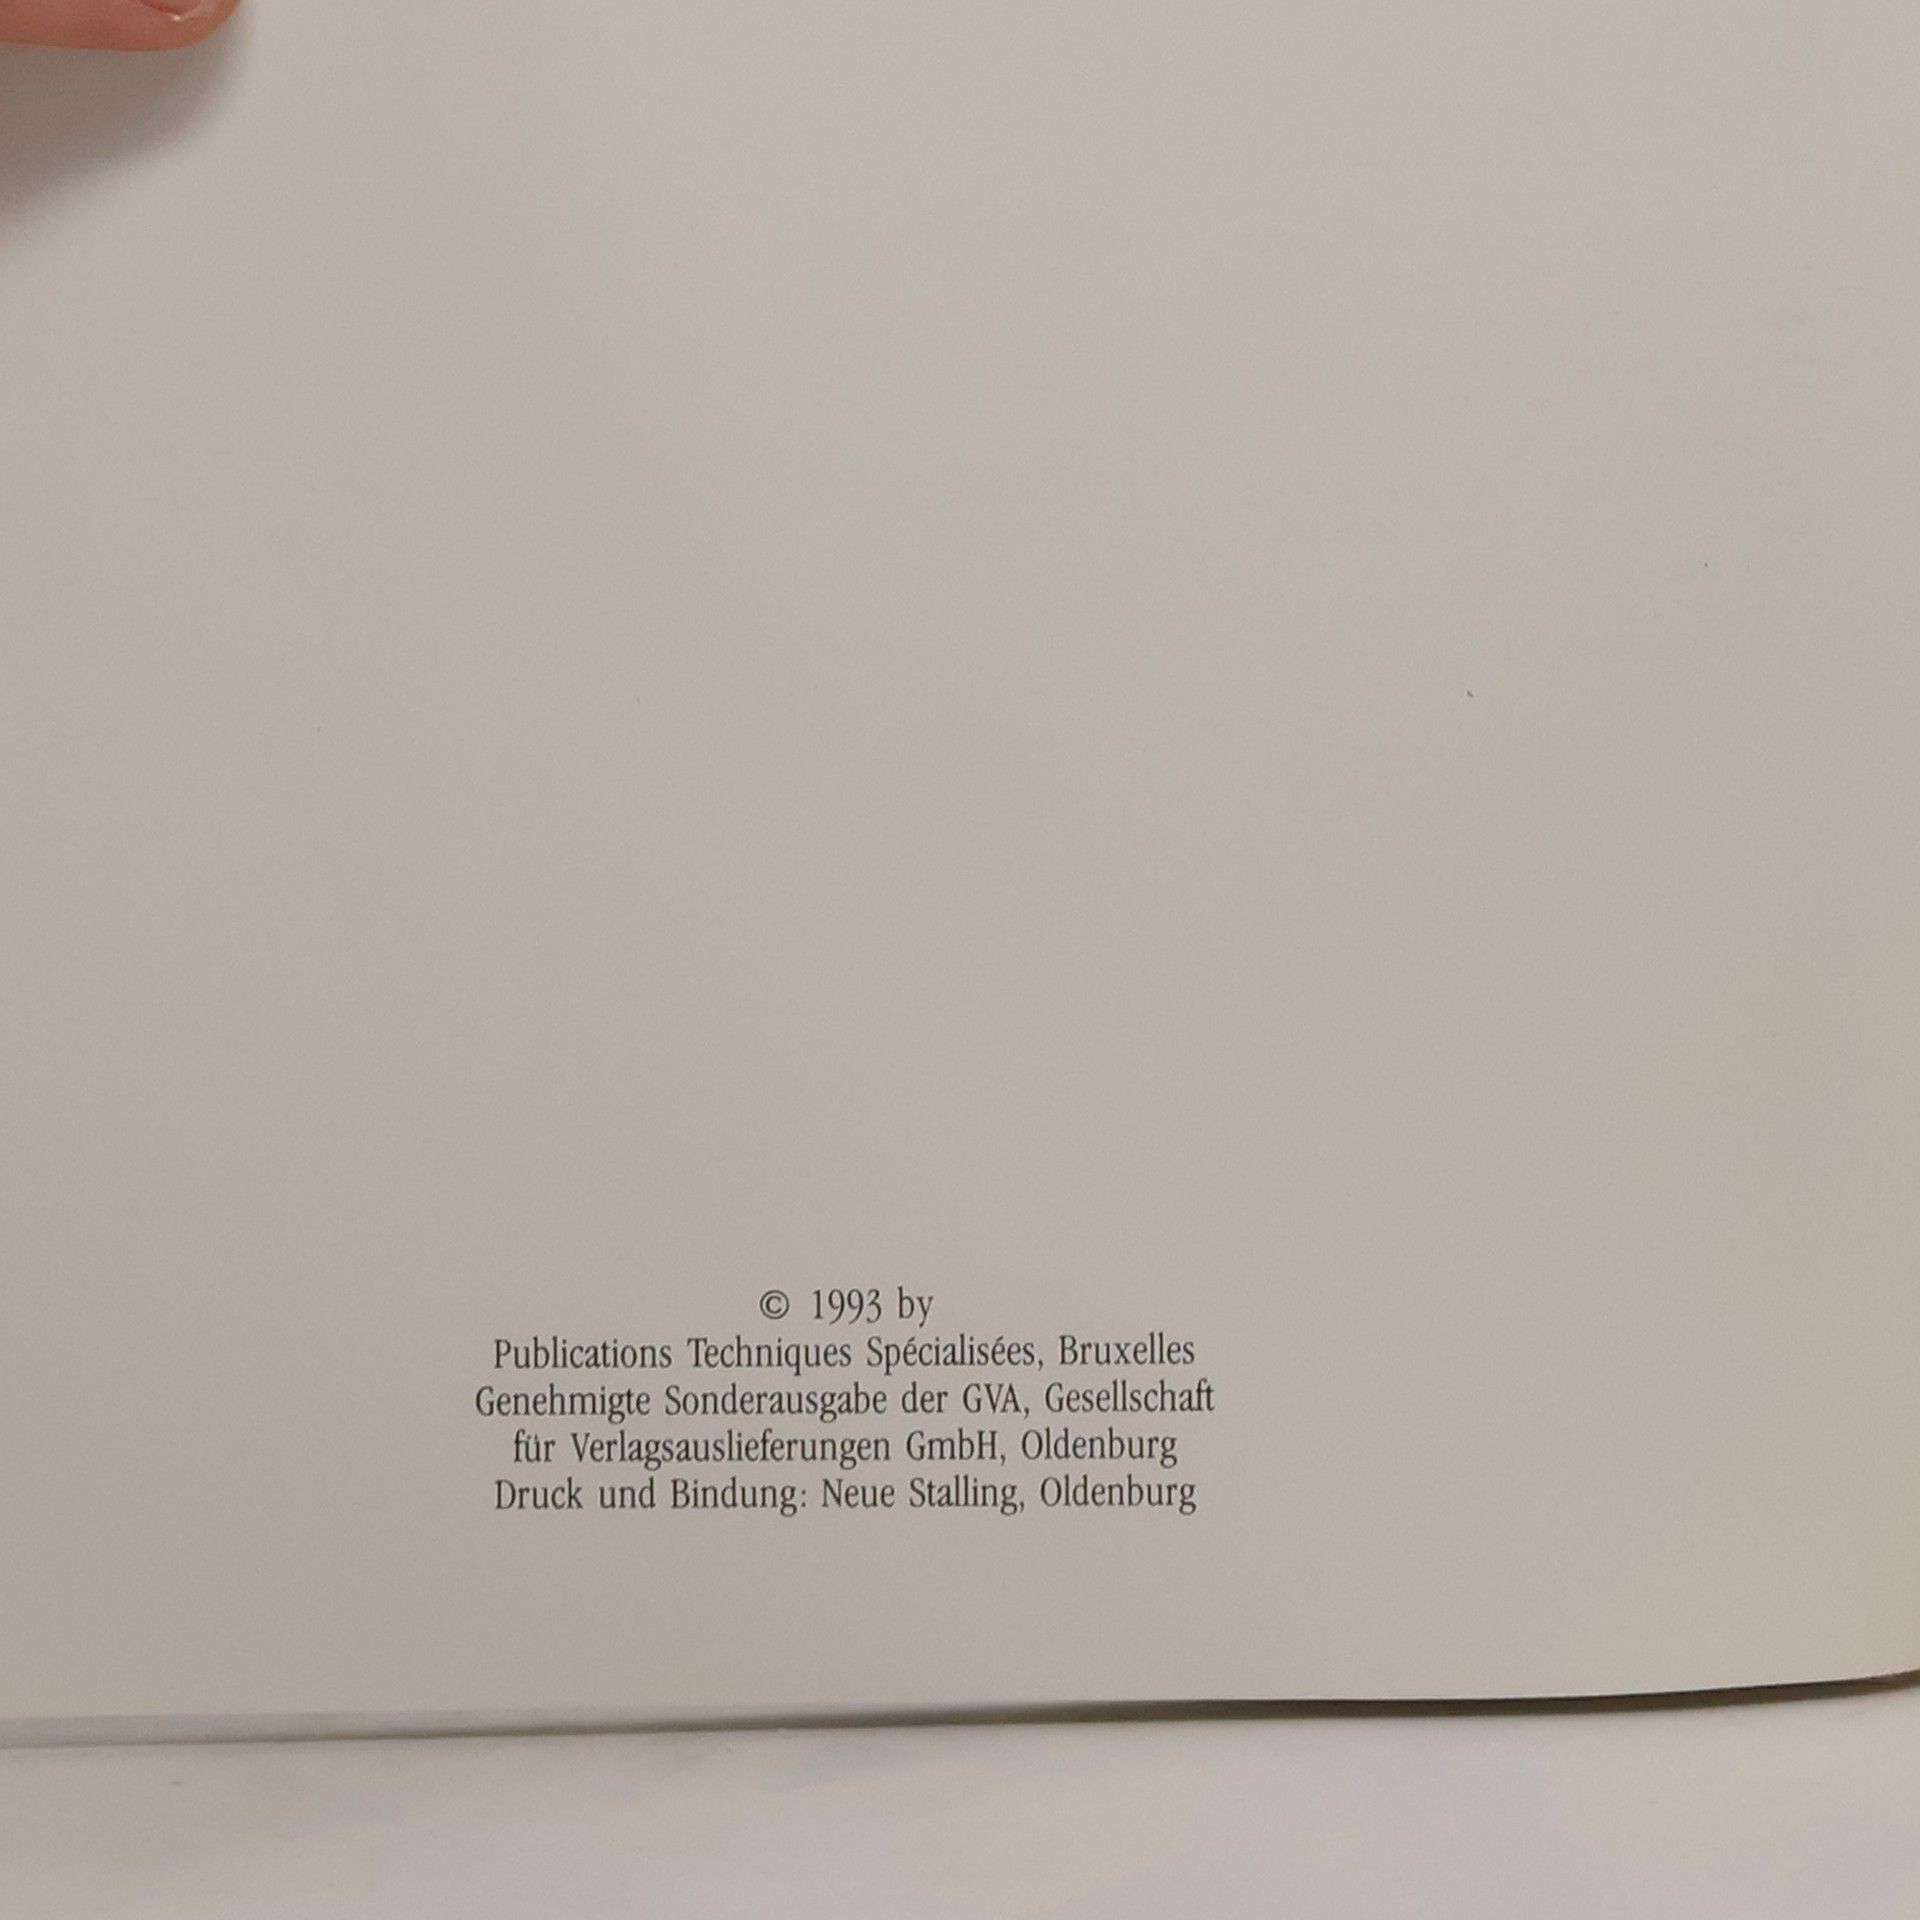 © 1993 by
Publications Techniques Spécialisées, Bruxelles
Genehmigte Sonderausgabe der GVA, Gesellschaft
für Verlagsauslieferungen GmbH, Oldenburg
Druck und Bindung: Neue Stalling, Oldenburg